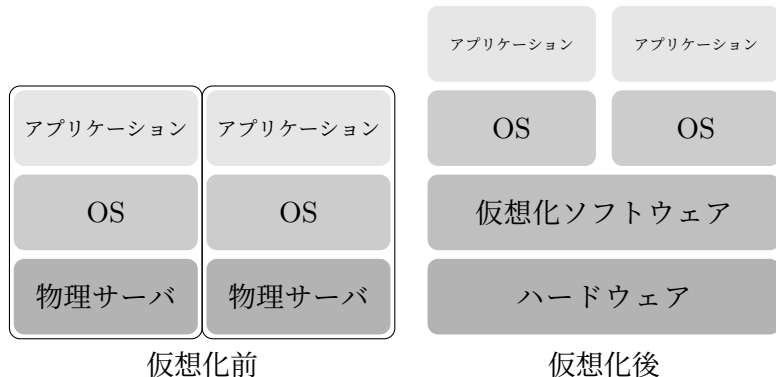 アプリケーション アプリケーション
OS OS
物理サーバ 物理サーバ
仮想化前
アプリケーション アプリケーション
OS OS
仮想化ソフトウェア
ハードウェア
仮想化後